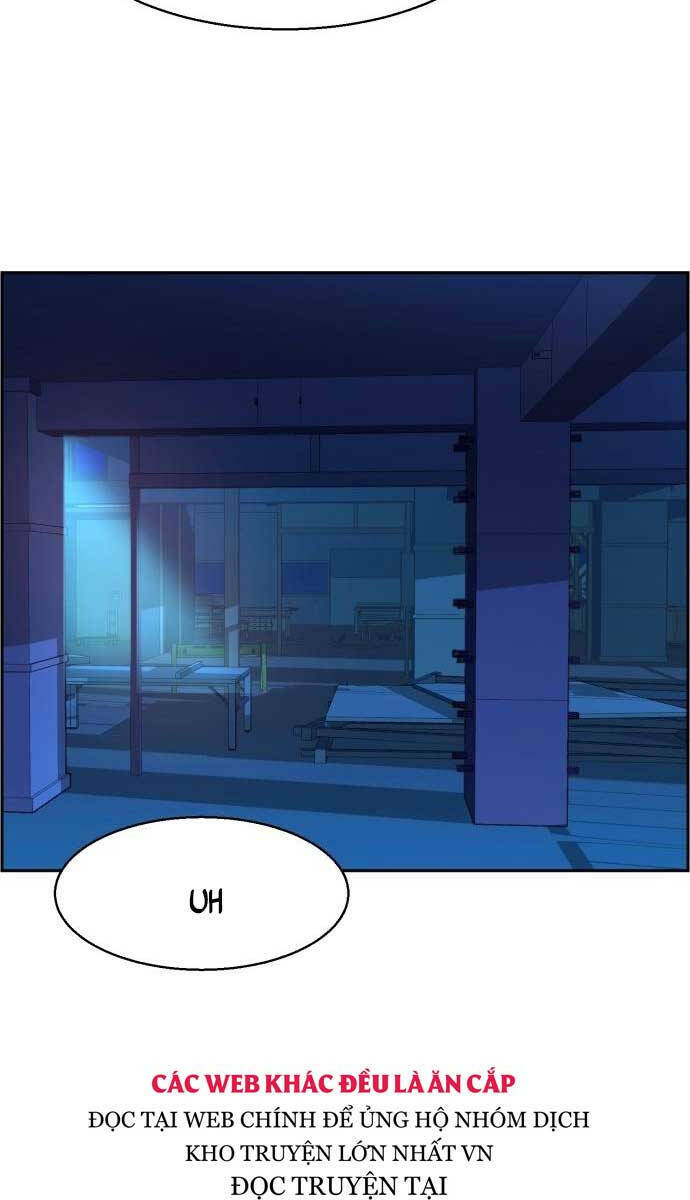 UH
CÁC WEB KHÁC ĐỀU LÀ ĂN CẮP
ĐỌC TẠI WEB CHÍNH ĐỂ ỦNG HỘ NHÓM DỊCH
KHO TRUYỆN LỚN NHẤT VN
ĐỌC TRUYỆN TẠI